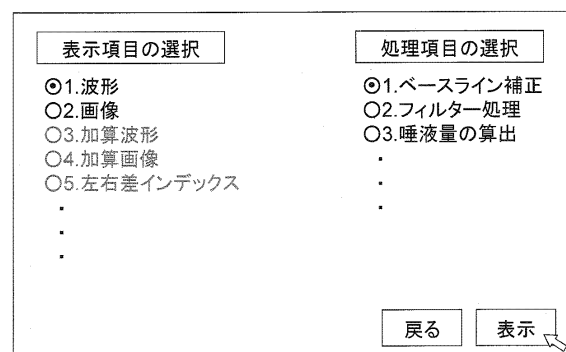 表示項目の選択
⦿1.波形
○2.画像
○3.加算波形
○4.加算画像
○5.左右差インデックス
・
・
・
処理項目の選択
⦿1.ベースライン補正
○2.フィルター処理
○3.唾液量の算出
・
・
・
戻る
表示